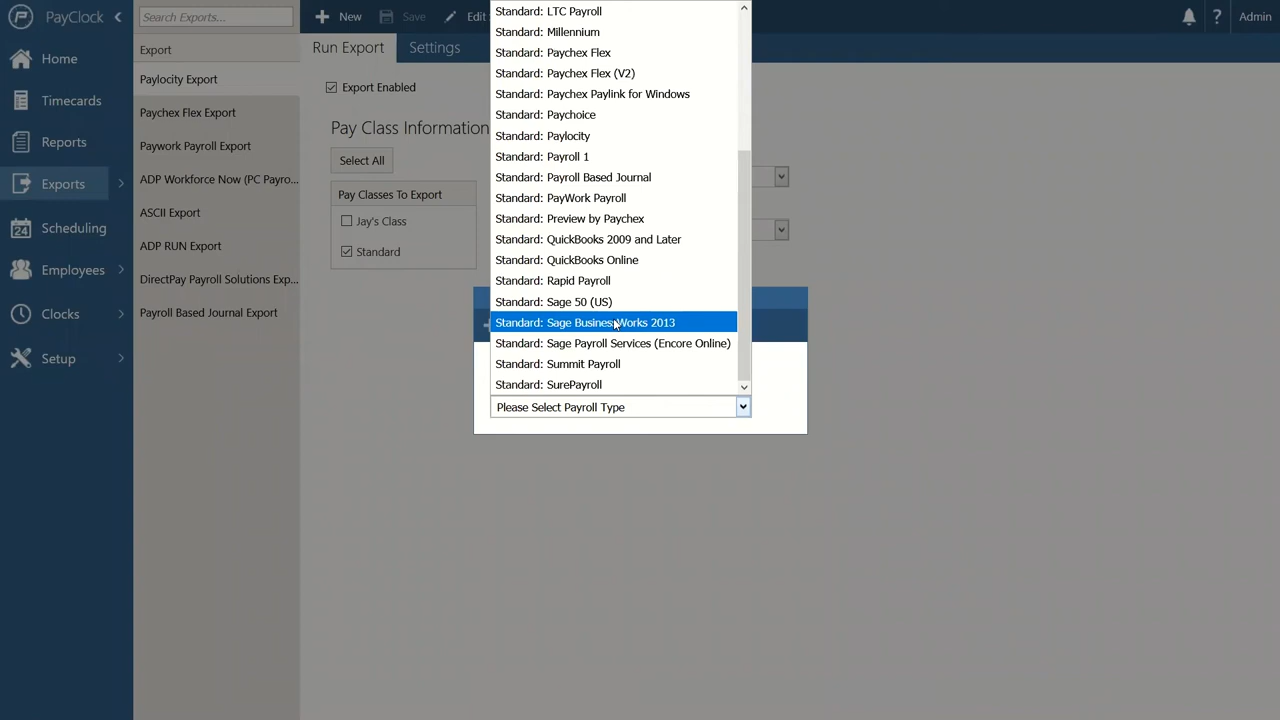 PayClock
Home
Timecards
Reports
Exports
Scheduling
24
Employees
Clocks
Setup
Search Exports...
Export
Paylocity Export
Paychex Flex Export
Paywork Payroll Export
ADP Workforce Now (PC Payro...
ASCII Export
ADP RUN Export
DirectPay Payroll Solutions Exp...
Payroll Based Journal Export
New
Save
Edit
?
Admin
Run Export
Settings
Export Enabled
Pay Class Information
Select All
Pay Classes To Export
Jay's Class
Standard
Standard: LTC Payroll
Standard: Millennium
Standard: Paychex Flex
Standard: Paychex Flex (V2)
Standard: Paychex Paylink for Windows
Standard: Paychoice
Standard: Paylocity
Standard: Payroll 1
Standard: Payroll Based Journal
Standard: PayWork Payroll
Standard: Preview by Paychex
Standard: QuickBooks 2009 and Later
Standard: QuickBooks Online
Standard: Rapid Payroll
Standard: Sage 50 (US)
Standard: Sage BusinessWorks 2013
Standard: Sage Payroll Services (Encore Online)
Standard: Summit Payroll
Standard: SurePayroll
Please Select Payroll Type